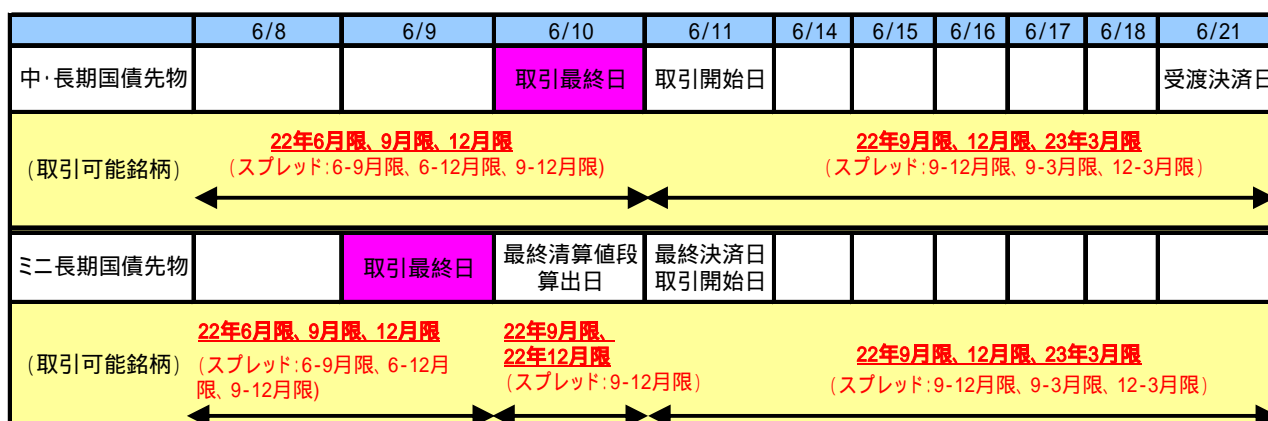 6/8 6/9 6/10 6/11 6/14 6/15 6/16 6/17 6/18 6/21
中・長期国債先物 取引最終日 取引開始日 受渡決済日
22年6月限、9月限、12月限 22年9月限、12月限、23年3月限
(取引可能銘柄) (スプレッド:6-9月限、6-12月限、9-12月限) (スプレッド:9-12月限、9-3月限、12-3月限)
ミニ長期国債先物 取引最終日 最終清算値段 最終決済日
算出日 取引開始日
22年6月限、9月限、12月限 22年9月限、
22年12月限 22年9月限、12月限、23年3月限
(取引可能銘柄) (スプレッド:6-9月限、6-12月 (スプレッド:9-12月限) (スプレッド:9-12月限、9-3月限、12-3月限)
限、9-12月限)